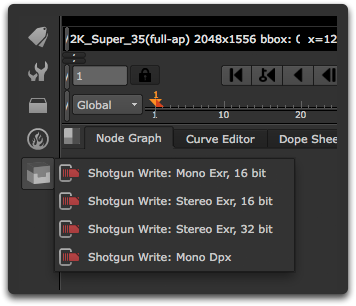 2K_Super_35(full-ap) 2048x1556 bbox: 0 x=12
1
Global
1
1 10 20
Node Graph Curve Editor Dope Shee
Shotgun Write: Mono Exr, 16 bit
Shotgun Write: Stereo Exr, 16 bit
Shotgun Write: Stereo Exr, 32 bit
Shotgun Write: Mono Dpx